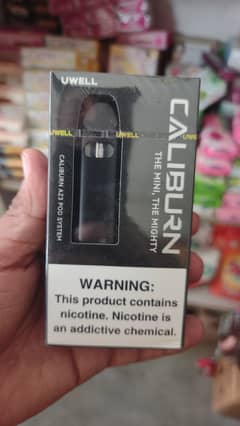 UWELL
UWELL
UWELL
CALIBURN
THE MINI, THE MIGHTY
CALIBURN AZ3 POD SYSTEM
WARNING:
This product contains
nicotine. Nicotine is
an addictive chemical.